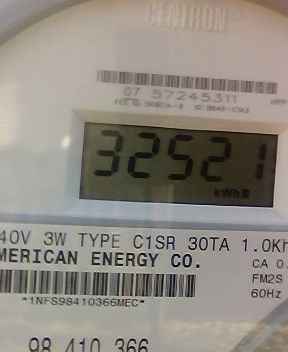 CENTRON
07 57245311
32521
kWh
40V 3W TYPE C1SR 30TA 1.0Kh
MERICAN ENERGY CO.
CA 0.
*1NFS98410366MEC*
FM2S
60Hz
98 410 366